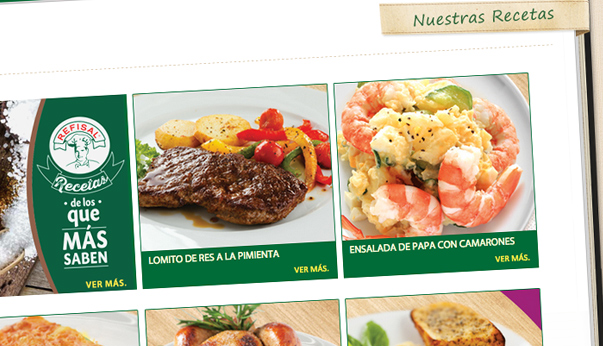 Nuestras Recetas
REFISAL
Recetas
• de los •
que
MÁS
SABEN
VER MÁS.
LOMITO DE RES A LA PIMIENTA
VER MÁS.
ENSALADA DE PAPA CON CAMARONES
VER MÁS.